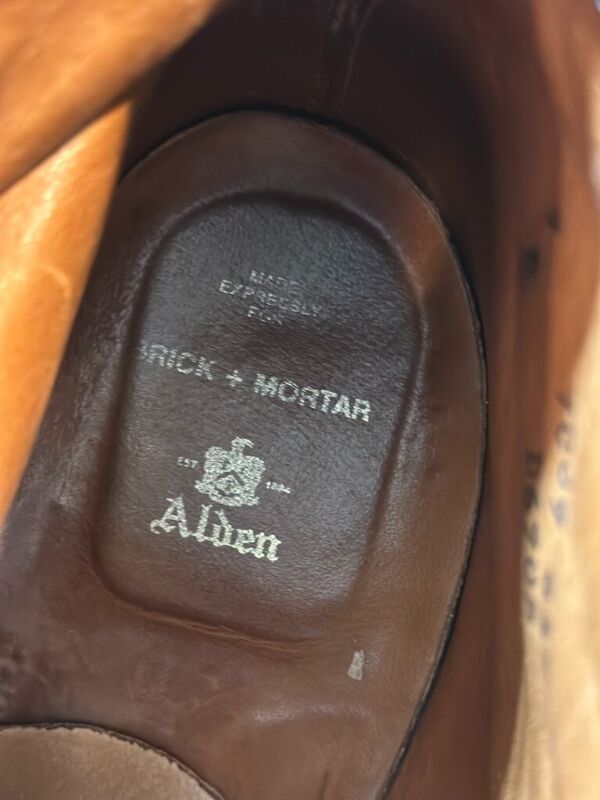 MADE
EXPRESSLY
FOR
BRICK + MORTAR
EST 1884
Alden